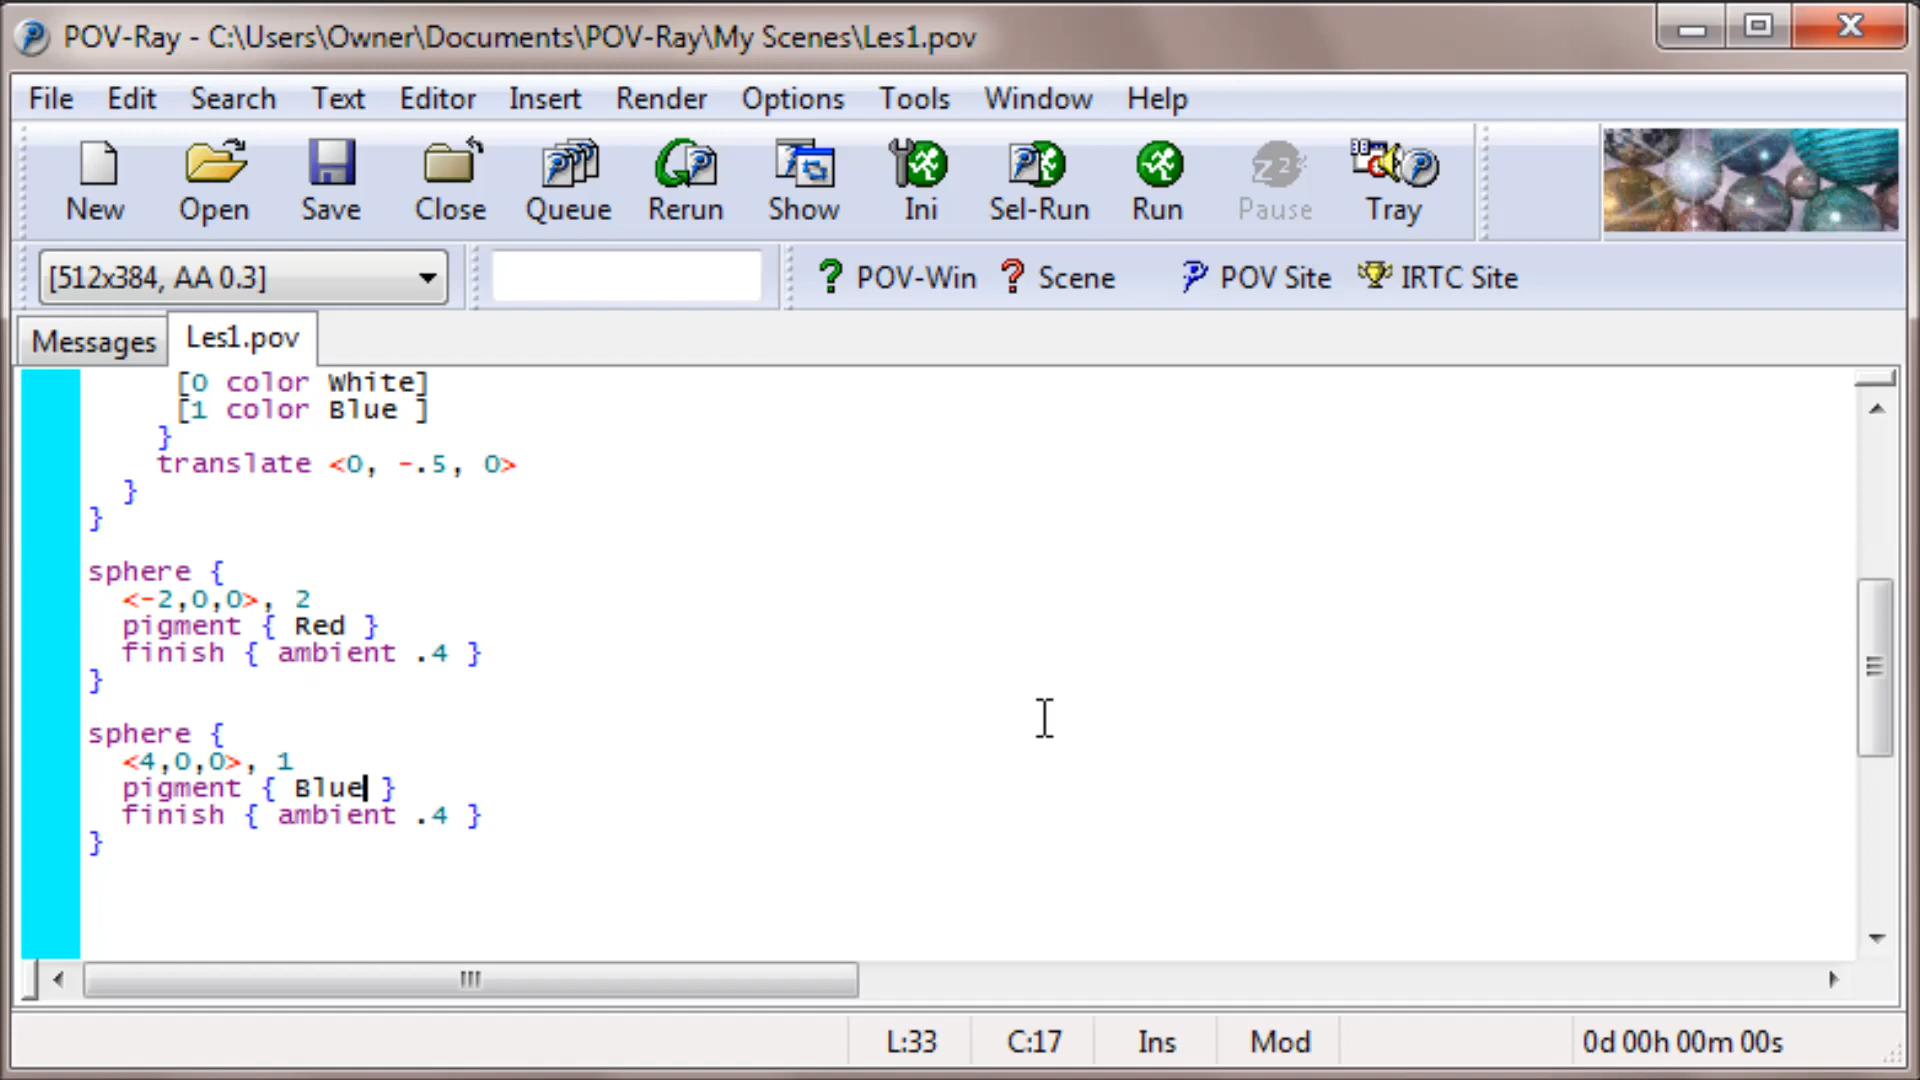 POV-Ray - C:\Users\Owner\Documents\POV-Ray\My Scenes\Les1.pov
File Edit Search Text Editor Insert Render Options Tools Window Help
New Open Save Close Queue Rerun Show Ini Sel-Run Run Pause Tray
[512x384, AA 0.3] POV-Win Scene POV Site IRTC Site
Messages Les1.pov
[0 color White]
[1 color Blue ]
}
translate <0, -.5, 0>
}
}
sphere {
<-2,0,0>, 2
pigment { Red }
finish { ambient .4 }
}
sphere {
<4,0,0>, 1
pigment { Blue }
finish { ambient .4 }
}
L:33 C:17 Ins Mod 0d 00h 00m 00s